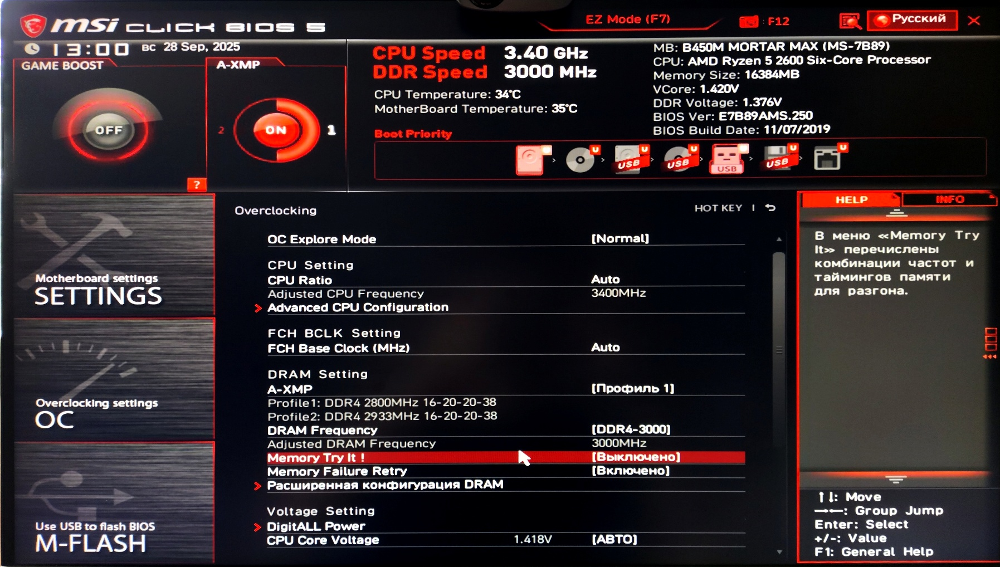 msi CLICK BIOS 5
EZ Mode (F7)
: F12
Русский
13:00 вс 28 Sep, 2025
GAME BOOST
OFF
?
A-XMP
2
ON
1
CPU Speed 3.40 GHz
DDR Speed 3000 MHz
CPU Temperature: 34°C
MotherBoard Temperature: 35°C
MB: B450M MORTAR MAX (MS-7B89)
CPU: AMD Ryzen 5 2600 Six-Core Processor
Memory Size: 16384MB
VCore: 1.420V
DDR Voltage: 1.376V
BIOS Ver: E7B89AMS.250
BIOS Build Date: 11/07/2019
Boot Priority
U
U
USB
U
USB
USB
U
USB
U
Motherboard settings
SETTINGS
Overclocking settings
OC
Use USB to flash BIOS
M-FLASH
Overclocking
HOT KEY |
OC Explore Mode [Normal]
CPU Setting
CPU Ratio Auto
Adjusted CPU Frequency 3400MHz
Advanced CPU Configuration
FCH BCLK Setting
FCH Base Clock (MHz) Auto
DRAM Setting
A-XMP [Профиль 1]
Profile1: DDR4 2800MHz 16-20-20-38
Profile2: DDR4 2933MHz 16-20-20-38
DRAM Frequency [DDR4-3000]
Adjusted DRAM Frequency 3000MHz
Memory Try It ! [Выключено]
Memory Failure Retry [Включено]
Расширенная конфигурация DRAM
Voltage Setting
DigitALL Power
CPU Core Voltage 1.418V [АВТО]
HELP
INFO
В меню «Memory Try
It» перечислены
комбинации частот и
таймингов памяти
для разгона.
↑↓: Move
→←: Group Jump
Enter: Select
+/-: Value
F1: General Help